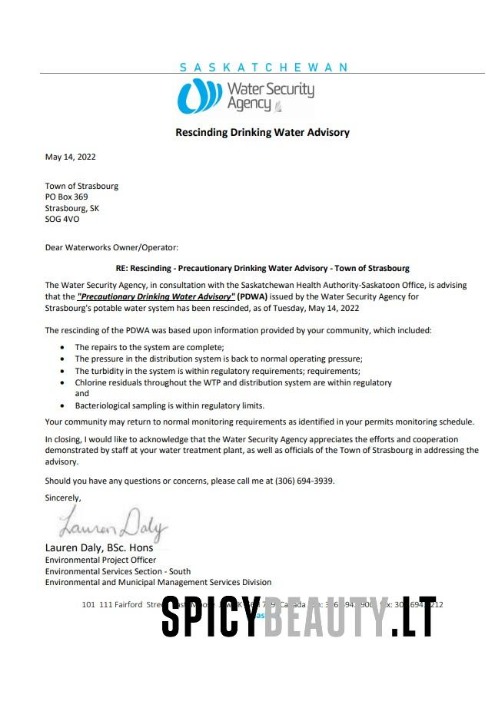 SASKATCHEWAN
Water Security
Agency
Rescinding Drinking Water Advisory
May 14, 2022
Town of Strasbourg
PO Box 369
Strasbourg, SK
SOG 4VO
Dear Waterworks Owner/Operator:
RE: Rescinding - Precautionary Drinking Water Advisory - Town of Strasbourg
The Water Security Agency, in consultation with the Saskatchewan Health Authority-Saskatoon Office, is advising
that the "Precautionary Drinking Water Advisory" (PDWA) issued by the Water Security Agency for
Strasbourg's potable water system has been rescinded, as of Tuesday, May 14, 2022
The rescinding of the PDWA was based upon information provided by your community, which included:
• The repairs to the system are complete;
• The pressure in the distribution system is back to normal operating pressure;
• The turbidity in the system is within regulatory requirements; requirements;
• Chlorine residuals throughout the WTP and distribution system are within regulatory
and
• Bacteriological sampling is within regulatory limits.
Your community may return to normal monitoring requirements as identified in your permits monitoring schedule.
In closing, I would like to acknowledge that the Water Security Agency appreciates the efforts and cooperation
demonstrated by staff at your water treatment plant, as well as officials of the Town of Strasbourg in addressing the
advisory.
Should you have any questions or concerns, please call me at (306) 694-3939.
Sincerely,
Lauren Daly
Lauren Daly, BSc. Hons
Environmental Project Officer
Environmental Services Section - South
Environmental and Municipal Management Services Division
101 111 Fairford
SPICYBEAUTY.LT